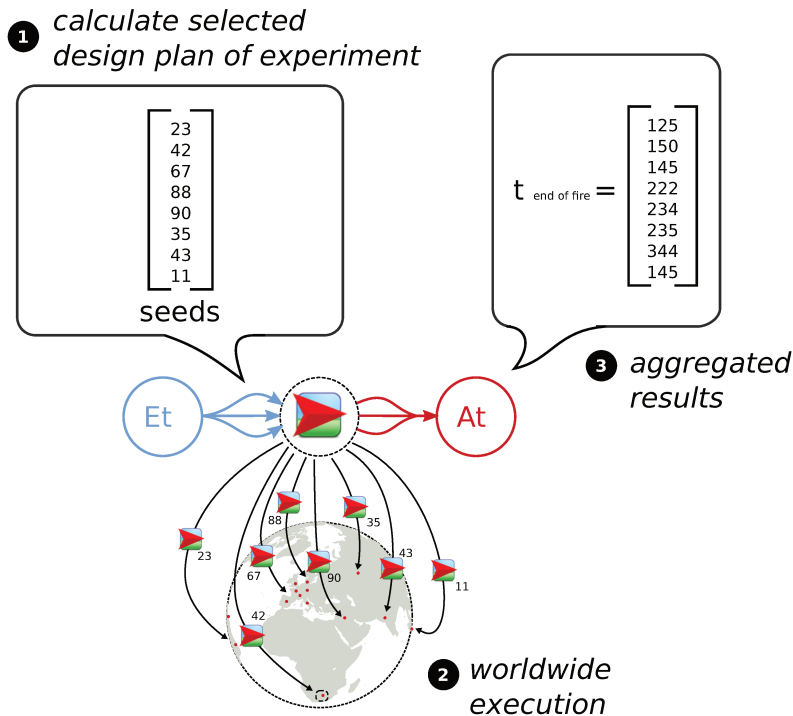 1 calculate selected
design plan of experiment
23
42
67
88
90
35
43
11
seeds
t end of fire =
125
150
145
222
234
235
344
145
3 aggregated
results
Et
At
88
35
23
67
90
43
11
42
2 worldwide
execution